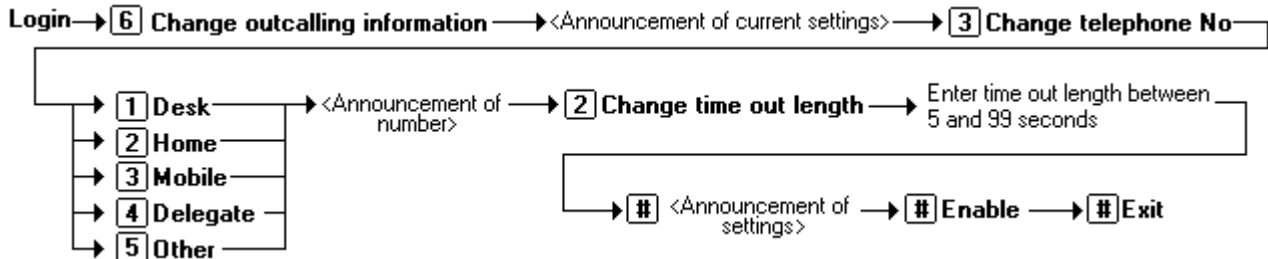 Login 6 Change outcalling information <Announcement of current settings> 3 Change telephone No
1 Desk <Announcement of number> 2 Change time out length Enter time out length between 5 and 99 seconds
2 Home
3 Mobile
4 Delegate
5 Other
# <Announcement of settings> # Enable # Exit